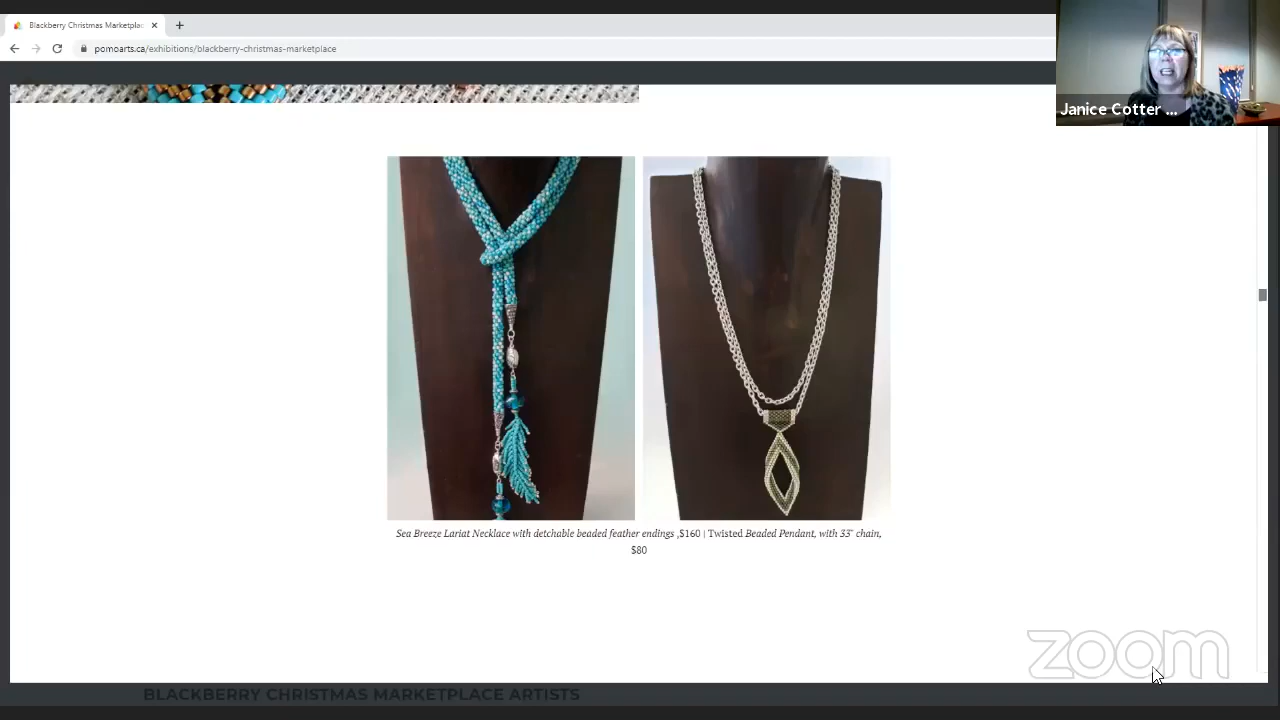 Blackberry Christmas Marketplac
pomoarts.ca/exhibitions/blackberry-christmas-marketplace
Janice Cotter ...
Sea Breeze Lariat Necklace with detchable beaded feather endings ,$160 | Twisted Beaded Pendant, with 33" chain,
$80
zoom
BLACKBERRY CHRISTMAS MARKETPLACE ARTISTS